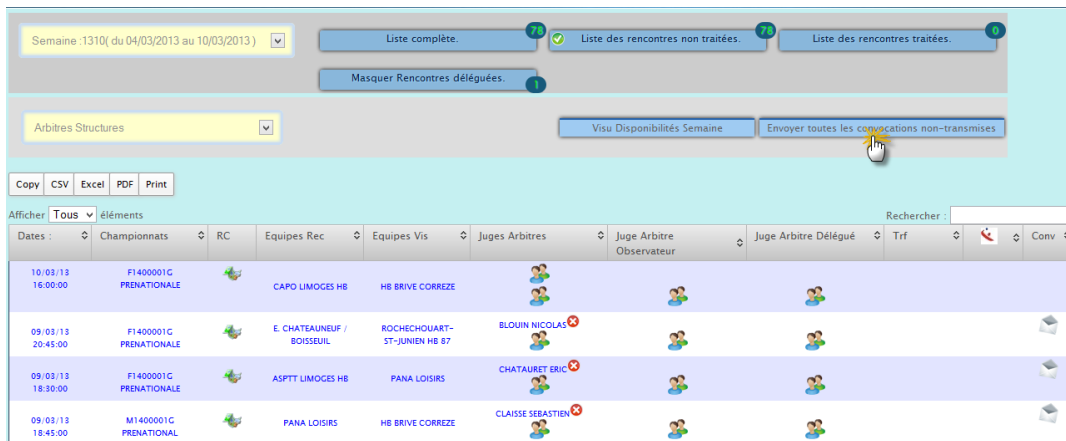 Semaine :1310( du 04/03/2013 au 10/03/2013 )
Liste complète. 78
Liste des rencontres non traitées. 78
Liste des rencontres traitées. 0
Masquer Rencontres déléguées. 1
Arbitres Structures
Visu Disponibilités Semaine
Envoyer toutes les convocations non-transmises
Copy CSV Excel PDF Print
Afficher Tous éléments
Rechercher :
Dates : Championnats RC Equipes Rec Equipes Vis Juges Arbitres Juge Arbitre Observateur Juge Arbitre Délégué Trf Conv
10/03/13 16:00:00 F1400001G PRENATIONALE CAPO LIMOGES HB HB BRIVE CORREZE
09/03/13 20:45:00 F1400001G PRENATIONALE E. CHATEAUNEUF / BOISSEUIL ROCHECHOUART-ST-JUNIEN HB 87 BLOUIN NICOLAS
09/03/13 18:30:00 F1400001G PRENATIONALE ASPTT LIMOGES HB PANA LOISIRS CHATAURET ERIC
09/03/13 18:45:00 M1400001G PRENATIONAL PANA LOISIRS HB BRIVE CORREZE CLAISSE SEBASTIEN